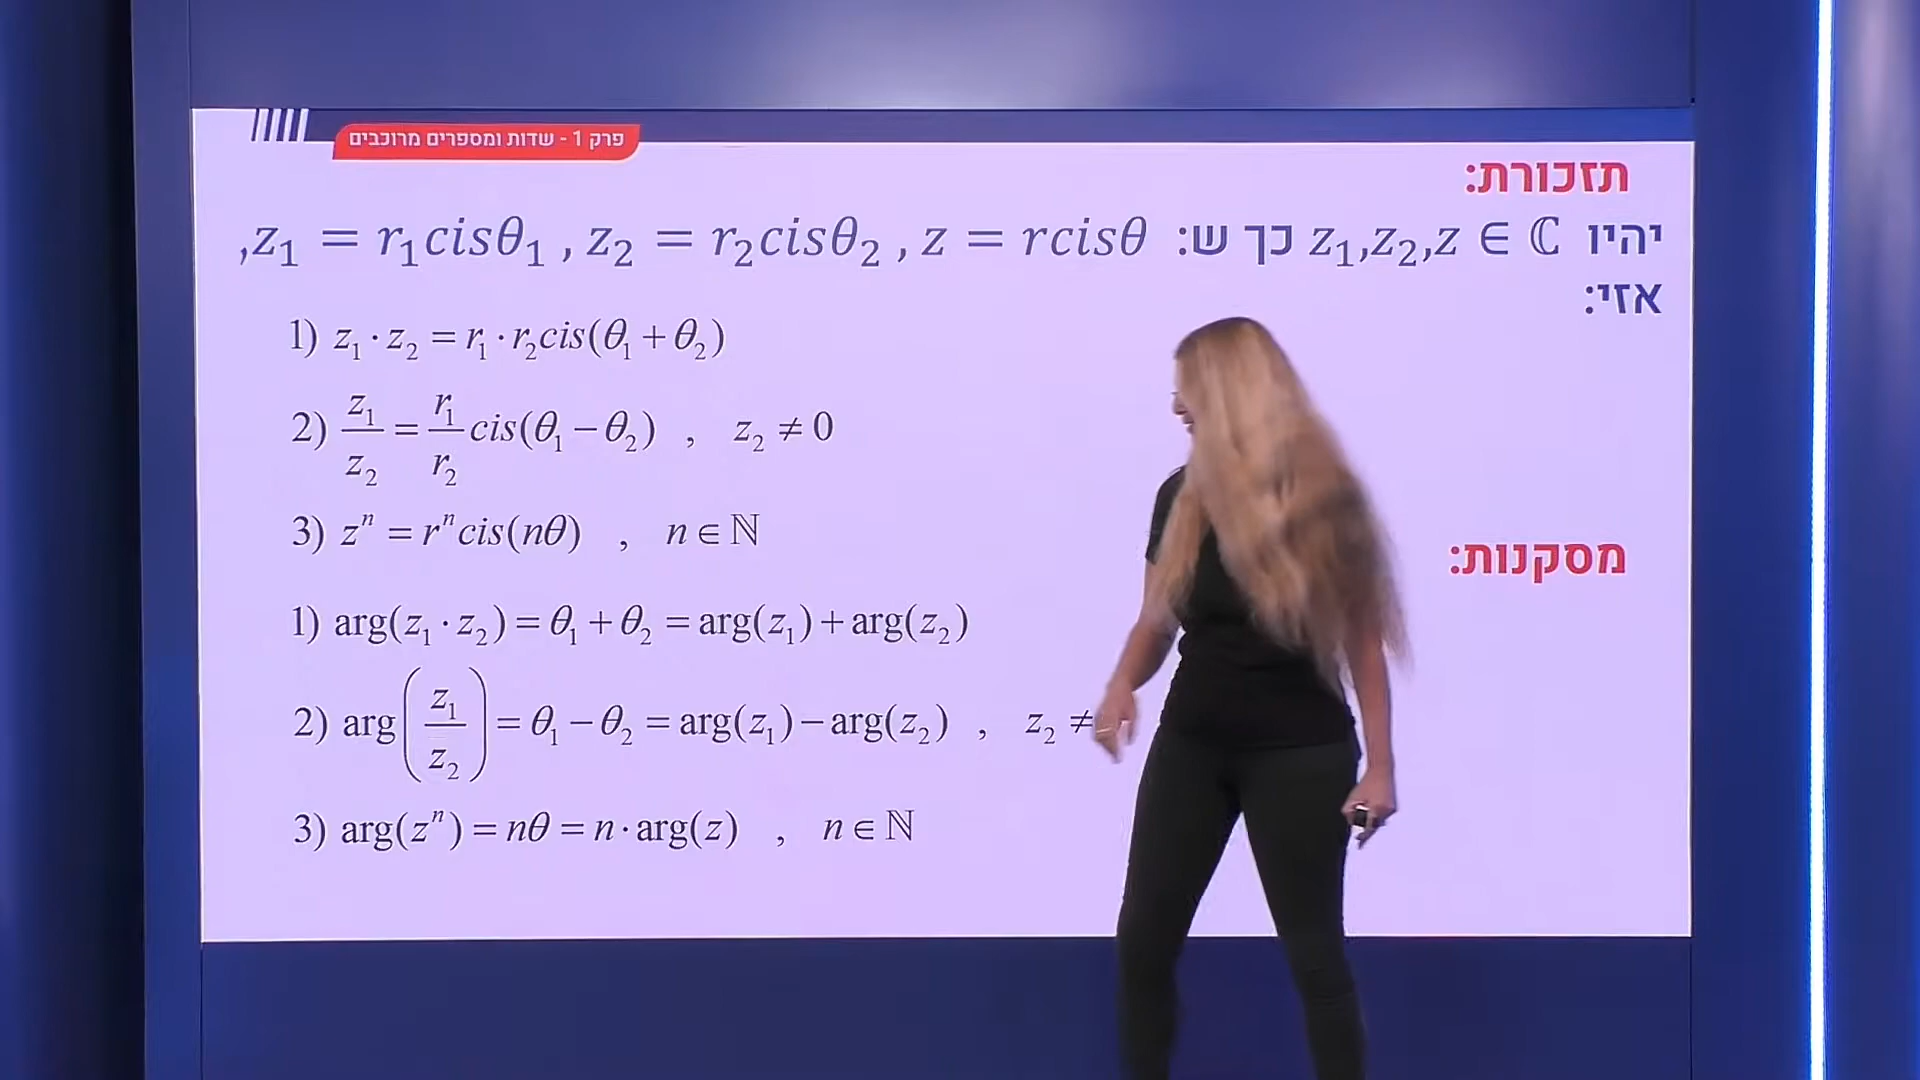 פרק 1 - שדות ומספרים מרוכבים
תזכורת:
יהיו z₁,z₂,z ∈ ℂ כך ש: z₁ = r₁cisθ₁ , z₂ = r₂cisθ₂ , z = rcisθ,
אזי:
1) z₁ · z₂ = r₁ · r₂cis(θ₁ + θ₂)
2) z₁/z₂ = r₁/r₂ cis(θ₁ − θ₂) , z₂ ≠ 0
3) zⁿ = rⁿcis(nθ) , n ∈ ℕ
מסקנות:
1) arg(z₁ · z₂) = θ₁ + θ₂ = arg(z₁) + arg(z₂)
2) arg(z₁/z₂) = θ₁ − θ₂ = arg(z₁) − arg(z₂) , z₂ ≠
3) arg(zⁿ) = nθ = n · arg(z) , n ∈ ℕ